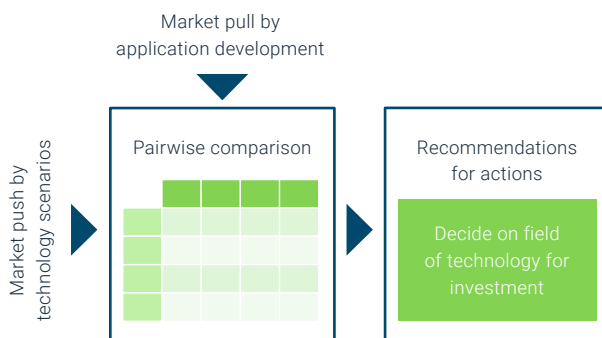 Market pull by
application development
Market push by
technology scenarios
Pairwise comparison
Recommendations
for actions
Decide on field
of technology for
investment